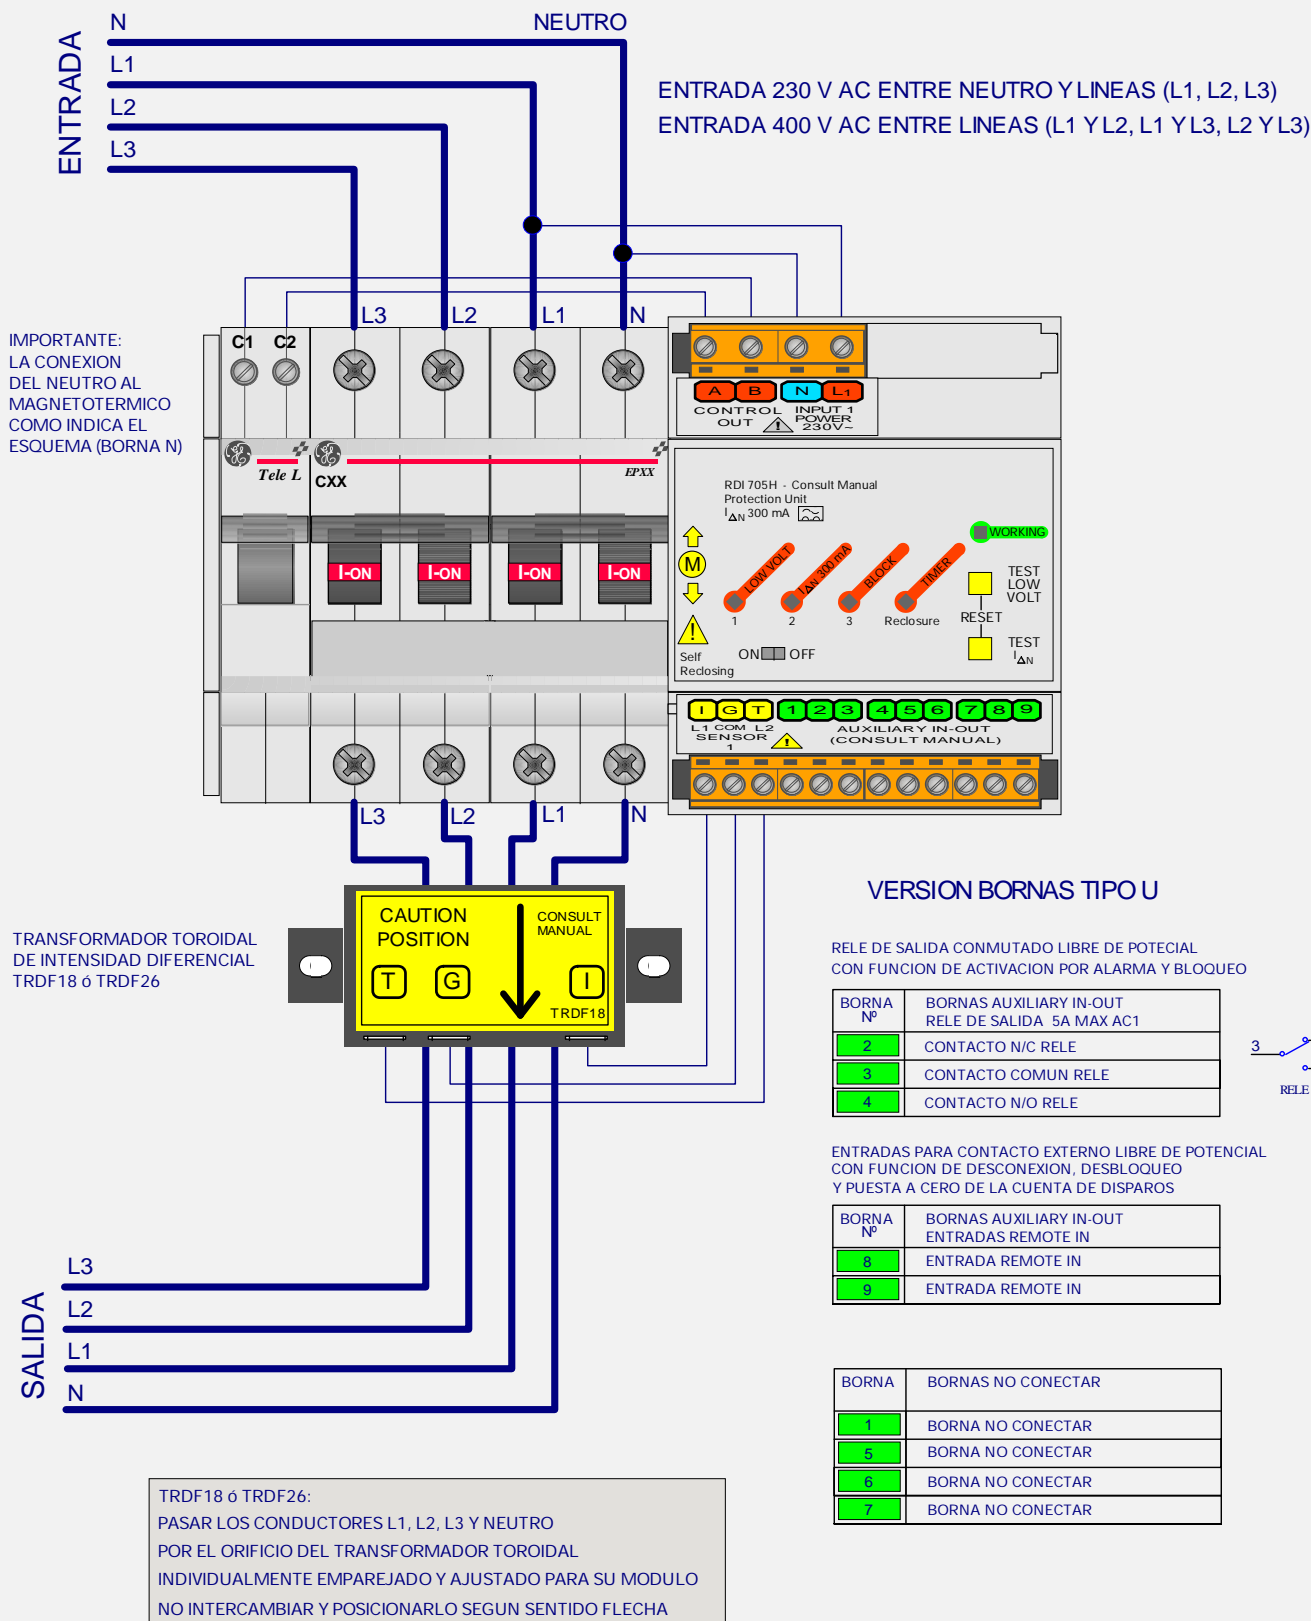 ENTRADA
N
NEUTRO
L1
L2
L3
ENTRADA 230 V AC ENTRE NEUTRO Y LINEAS (L1, L2, L3)
ENTRADA 400 V AC ENTRE LINEAS (L1 Y L2, L1 Y L3, L2 Y L3)
IMPORTANTE:
LA CONEXION
DEL NEUTRO AL
MAGNETOTERMICO
COMO INDICA EL
ESQUEMA (BORNA N)
L3 L2 L1 N
C1 C2
Tele L
CXX
EPXX
I-ON I-ON I-ON I-ON
A B N L1
CONTROL OUT
INPUT 1
POWER
230V~
RDI 705H - Consult Manual
Protection Unit
I△N 300 mA
WORKING
M
LOW VOLT
I△N 300 mA
BLOCK
TIMER
1 2 3 Reclosure
TEST
LOW
VOLT
RESET
TEST
I△N
Self
Reclosing
ON OFF
I G T 1 2 3 4 5 6 7 8 9
L1 COM L2
SENSOR
1
AUXILIARY IN-OUT
(CONSULT MANUAL)
L3 L2 L1 N
TRANSFORMADOR TOROIDAL
DE INTENSIDAD DIFERENCIAL
TRDF18 ó TRDF26
CAUTION
POSITION
CONSULT
MANUAL
T G I
TRDF18
VERSION BORNAS TIPO U
RELE DE SALIDA CONMUTADO LIBRE DE POTECIAL
CON FUNCION DE ACTIVACION POR ALARMA Y BLOQUEO
BORNA Nº
BORNAS AUXILIARY IN-OUT
RELE DE SALIDA 5A MAX AC1
2 CONTACTO N/C RELE
3 CONTACTO COMUN RELE
4 CONTACTO N/O RELE
3
RELE
ENTRADAS PARA CONTACTO EXTERNO LIBRE DE POTENCIAL
CON FUNCION DE DESCONEXION, DESBLOQUEO
Y PUESTA A CERO DE LA CUENTA DE DISPAROS
BORNA Nº
BORNAS AUXILIARY IN-OUT
ENTRADAS REMOTE IN
8 ENTRADA REMOTE IN
9 ENTRADA REMOTE IN
BORNA BORNAS NO CONECTAR
1 BORNA NO CONECTAR
5 BORNA NO CONECTAR
6 BORNA NO CONECTAR
7 BORNA NO CONECTAR
SALIDA
L3
L2
L1
N
TRDF18 ó TRDF26:
PASAR LOS CONDUCTORES L1, L2, L3 Y NEUTRO
POR EL ORIFICIO DEL TRANSFORMADOR TOROIDAL
INDIVIDUALMENTE EMPAREJADO Y AJUSTADO PARA SU MODULO
NO INTERCAMBIAR Y POSICIONARLO SEGUN SENTIDO FLECHA